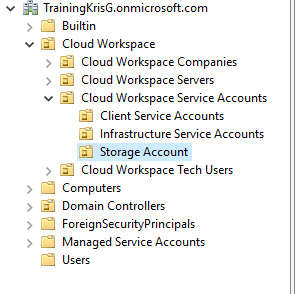 TrainingKrisG.onmicrosoft.com
Builtin
Cloud Workspace
Cloud Workspace Companies
Cloud Workspace Servers
Cloud Workspace Service Accounts
Client Service Accounts
Infrastructure Service Accounts
Storage Account
Cloud Workspace Tech Users
Computers
Domain Controllers
ForeignSecurityPrincipals
Managed Service Accounts
Users